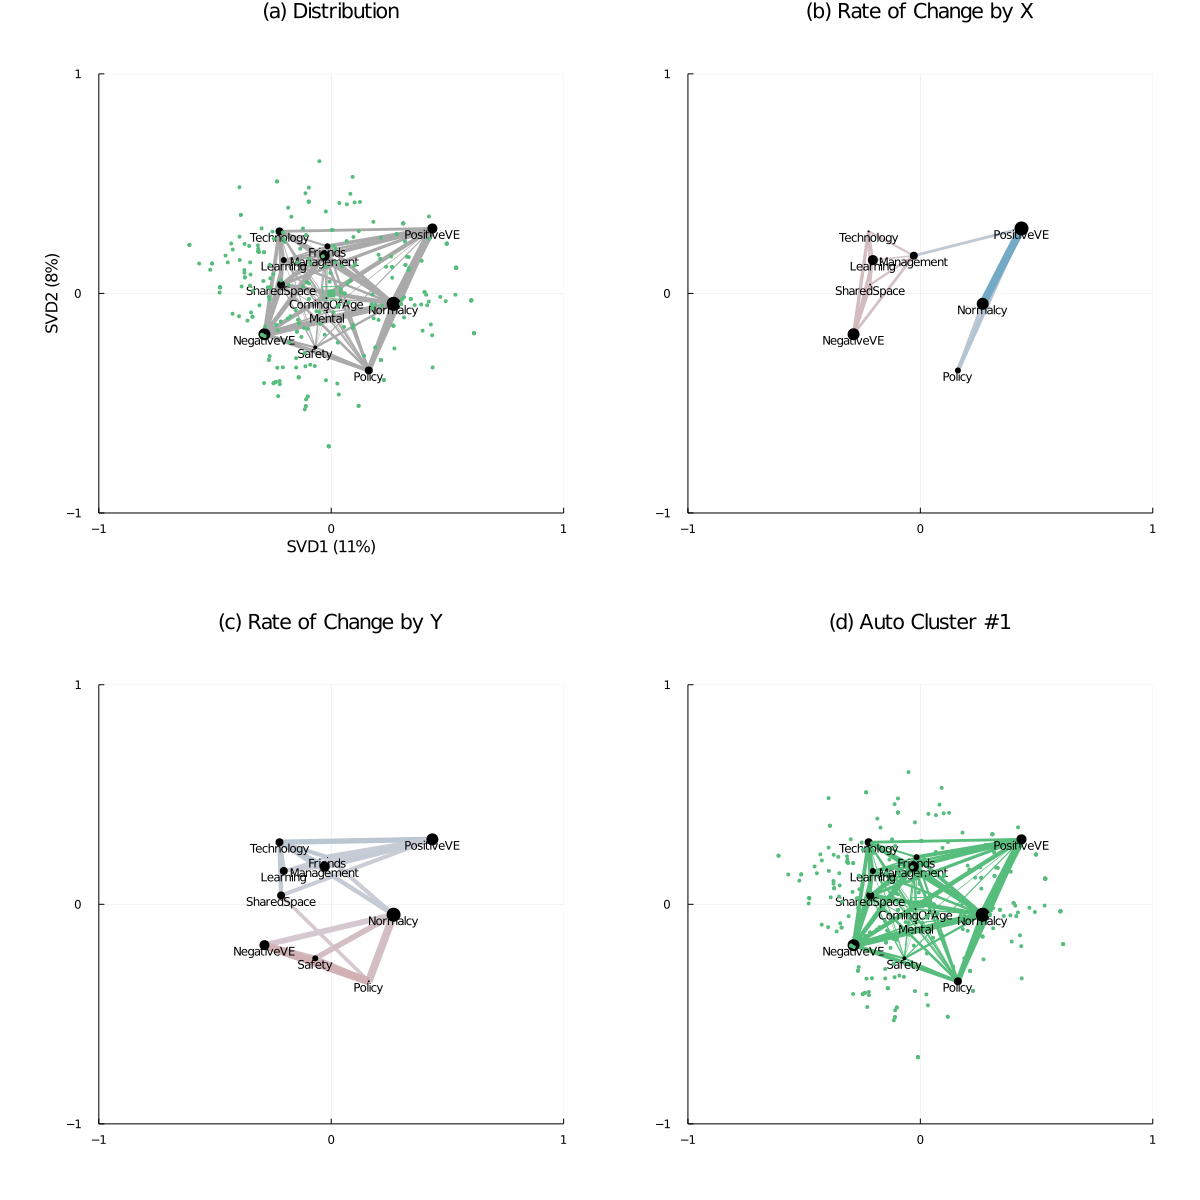 (a) Distribution
1
0
−1
−1
0
1
SVD2 (8%)
SVD1 (11%)
Technology
PositiveVE
Friends
Management
Learning
SharedSpace
ComingOfAge
Normalcy
Mental
NegativeVE
Safety
Policy
(b) Rate of Change by X
1
0
−1
−1
0
1
Technology
PositiveVE
Management
Learning
SharedSpace
Normalcy
NegativeVE
Policy
(c) Rate of Change by Y
1
0
−1
−1
0
1
Technology
PositiveVE
Friends
Management
Learning
SharedSpace
Normalcy
NegativeVE
Safety
Policy
(d) Auto Cluster #1
1
0
−1
−1
0
1
Technology
PositiveVE
Friends
Management
Learning
SharedSpace
ComingOfAge
Normalcy
Mental
NegativeVE
Safety
Policy